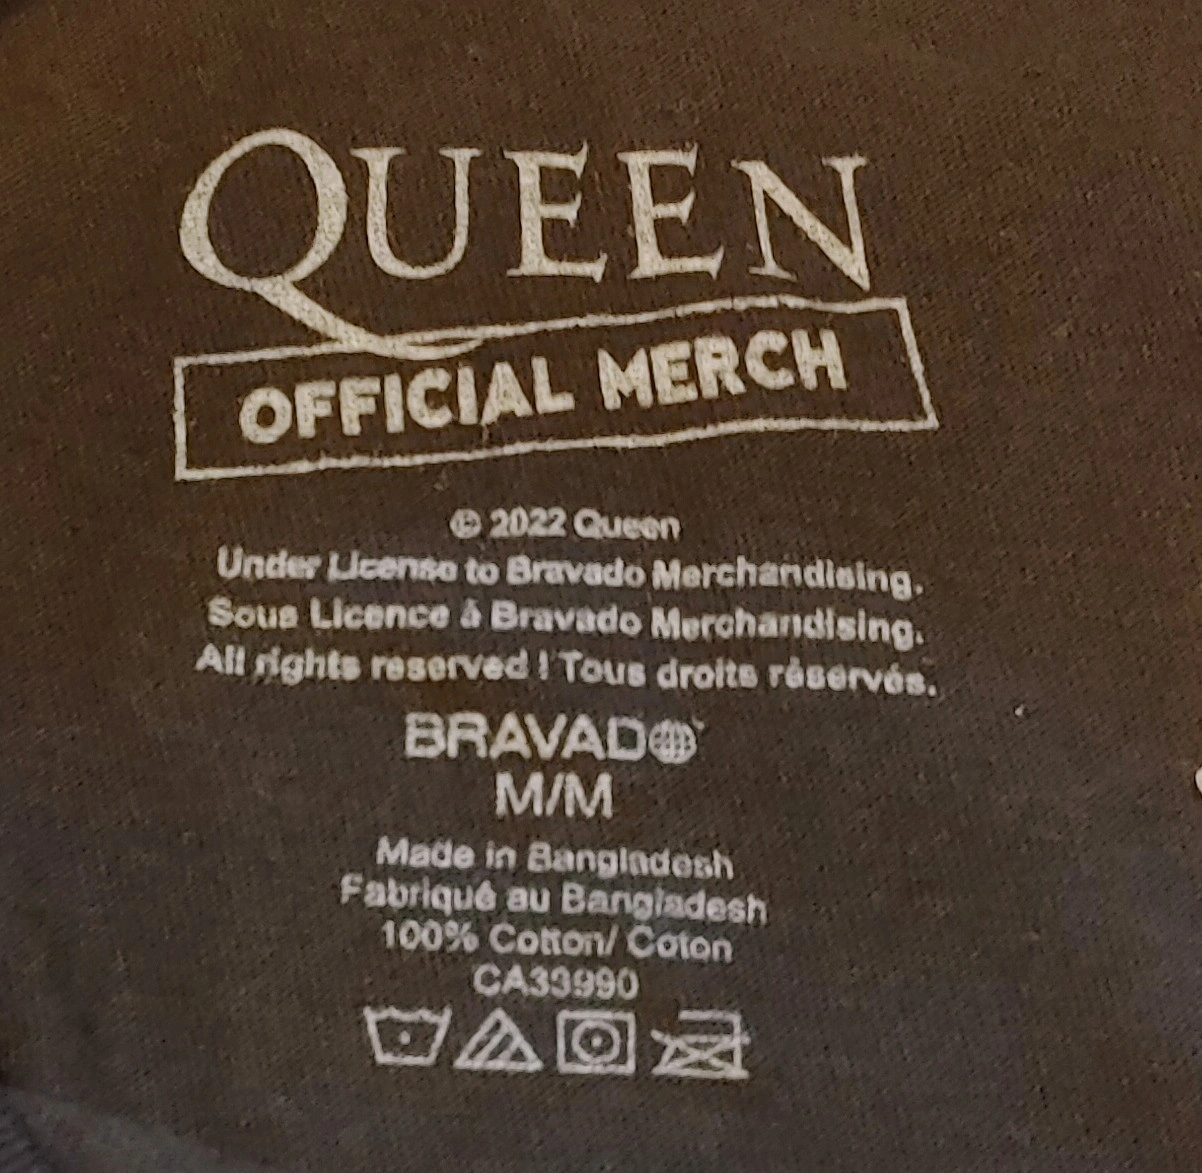 QUEEN
OFFICIAL MERCH
© 2022 Queen
Under License to Bravado Merchandising.
Sous Licence à Bravado Merchandising.
All rights reserved ! Tous droits réservés.
BRAVADO
M/M
Made in Bangladesh
Fabriqué au Bangladesh
100% Cotton/ Coton
CA33990